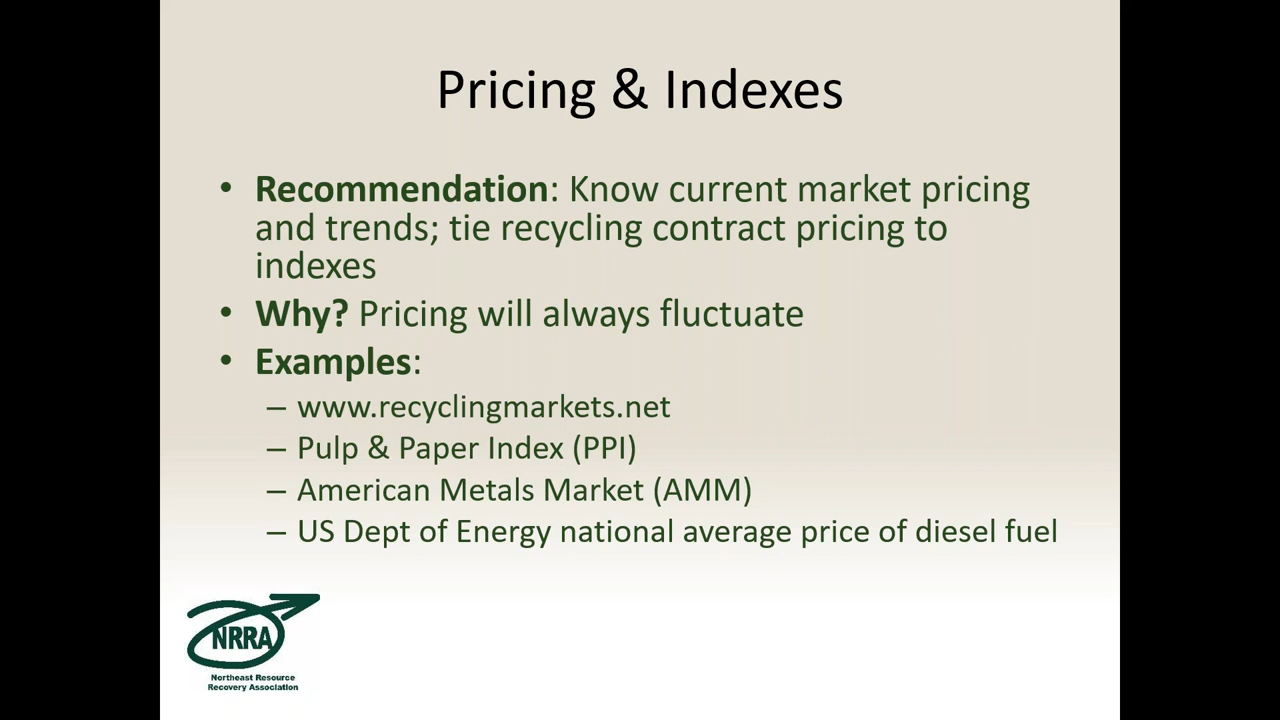 Pricing & Indexes
• Recommendation: Know current market pricing
and trends; tie recycling contract pricing to
indexes
• Why? Pricing will always fluctuate
• Examples:
– www.recyclingmarkets.net
– Pulp & Paper Index (PPI)
– American Metals Market (AMM)
– US Dept of Energy national average price of diesel fuel
NRRA
Northeast Resource
Recovery Association